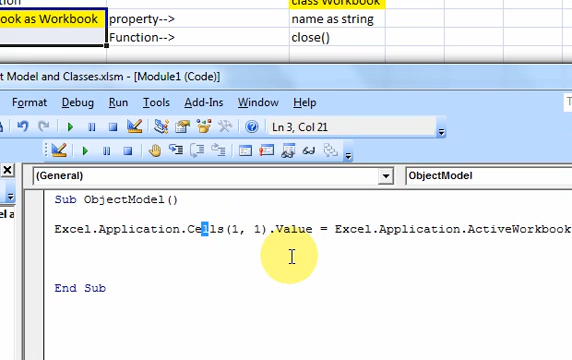 class Workbook
ook as Workbook property--> name as string
Function--> close()
t Model and Classes.xlsm - [Module1 (Code)]
Format Debug Run Tools Add-Ins Window Help
Ln 3, Col 21
(General) ObjectModel
Sub ObjectModel()
Excel.Application.Cells(1, 1).Value = Excel.Application.ActiveWorkbook
End Sub